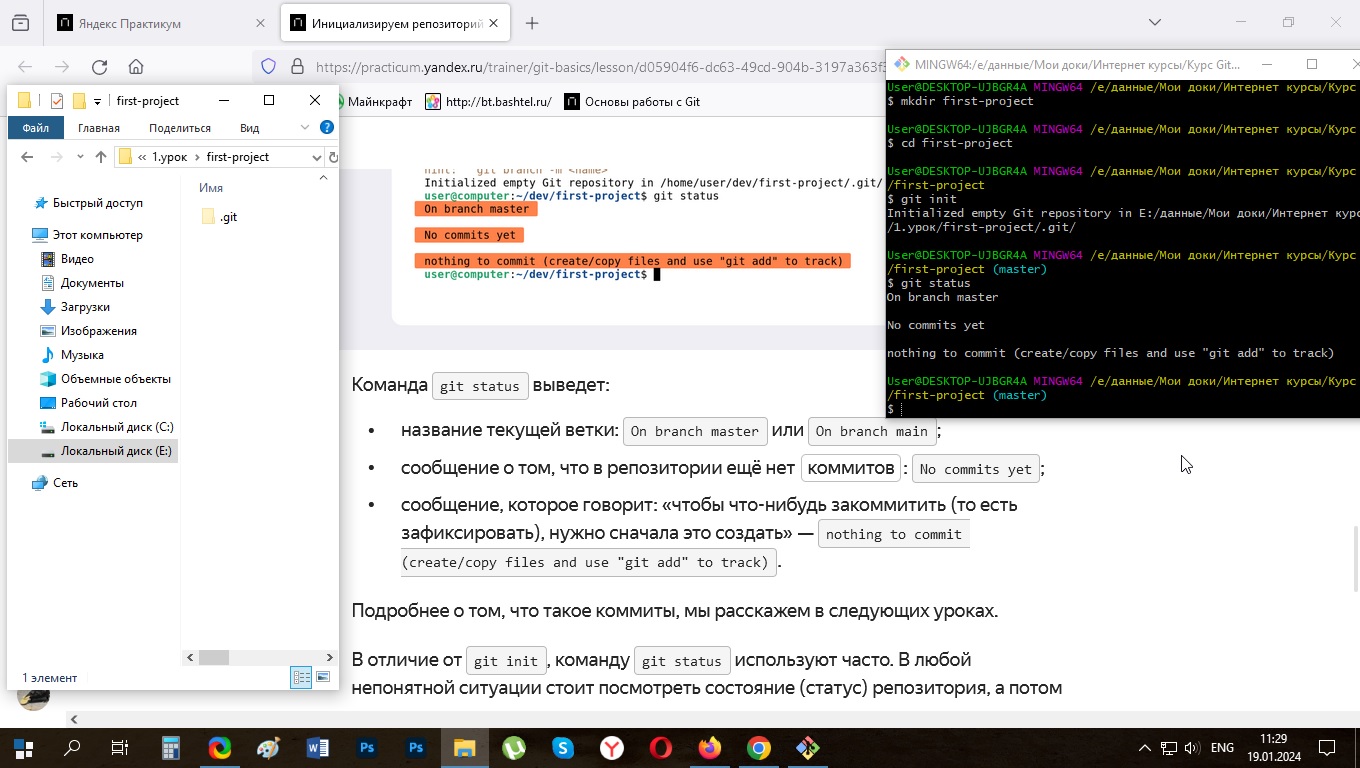 Яндекс Практикум
Инициализируем репозиторий
https://practicum.yandex.ru/trainer/git-basics/lesson/d05904f6-dc63-49cd-904b-3197a363f3
Майнкрафт
http://bt.bashtel.ru/
Основы работы с Git
first-project
Файл
Главная
Поделиться
Вид
« 1.урок › first-project
Быстрый доступ
Этот компьютер
Видео
Документы
Загрузки
Изображения
Музыка
Объемные объекты
Рабочий стол
Локальный диск (C:)
Локальный диск (E:)
Сеть
Имя
.git
1 элемент
hint: git branch -m <name>
Initialized empty Git repository in /home/user/dev/first-project/.git/
user@computer:~/dev/first-project$ git status
On branch master
No commits yet
nothing to commit (create/copy files and use "git add" to track)
user@computer:~/dev/first-project$
Команда git status выведет:
• название текущей ветки: On branch master или On branch main;
• сообщение о том, что в репозитории ещё нет коммитов : No commits yet;
• сообщение, которое говорит: «чтобы что-нибудь закоммитить (то есть
зафиксировать), нужно сначала это создать» — nothing to commit
(create/copy files and use "git add" to track).
Подробнее о том, что такое коммиты, мы расскажем в следующих уроках.
В отличие от git init, команду git status используют часто. В любой
непонятной ситуации стоит посмотреть состояние (статус) репозитория, а потом
MINGW64:/e/данные/Мои доки/Интернет курсы/Курс Git...
User@DESKTOP-UJBGR4A MINGW64 /e/данные/Мои доки/Интернет курсы/Курс
$ mkdir first-project
User@DESKTOP-UJBGR4A MINGW64 /e/данные/Мои доки/Интернет курсы/Курс
$ cd first-project
User@DESKTOP-UJBGR4A MINGW64 /e/данные/Мои доки/Интернет курсы/Курс
/first-project
$ git init
Initialized empty Git repository in E:/данные/Мои доки/Интернет курс
/1.урок/first-project/.git/
User@DESKTOP-UJBGR4A MINGW64 /e/данные/Мои доки/Интернет курсы/Курс
/first-project (master)
$ git status
On branch master
No commits yet
nothing to commit (create/copy files and use "git add" to track)
User@DESKTOP-UJBGR4A MINGW64 /e/данные/Мои доки/Интернет курсы/Курс
/first-project (master)
$
ENG
11:29
19.01.2024